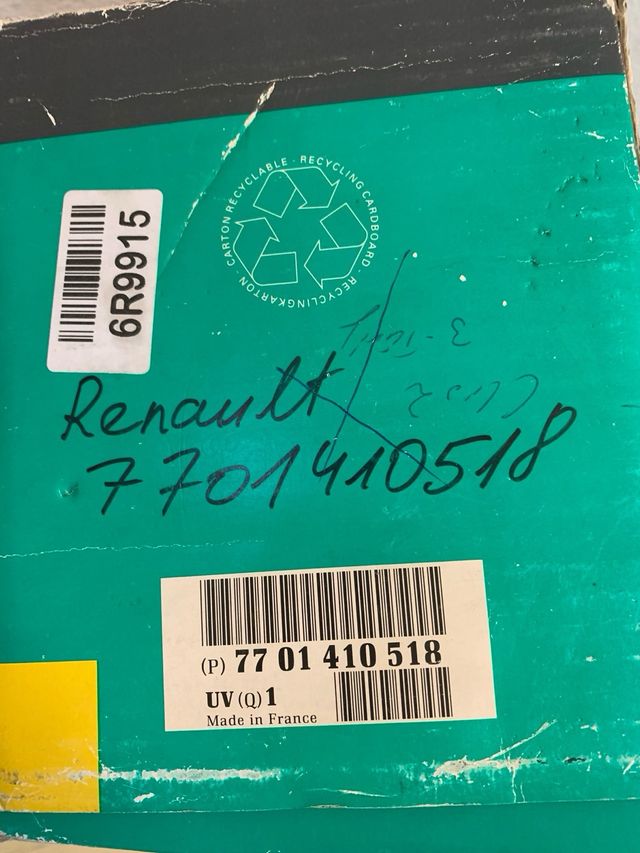 CARTON RECYCLABLE · RECYCLING CARDBOARD · RECYCLINGKARTON ·
6R9915
Renault
7701410518
(P) 77 01 410 518
UV (Q) 1
Made in France